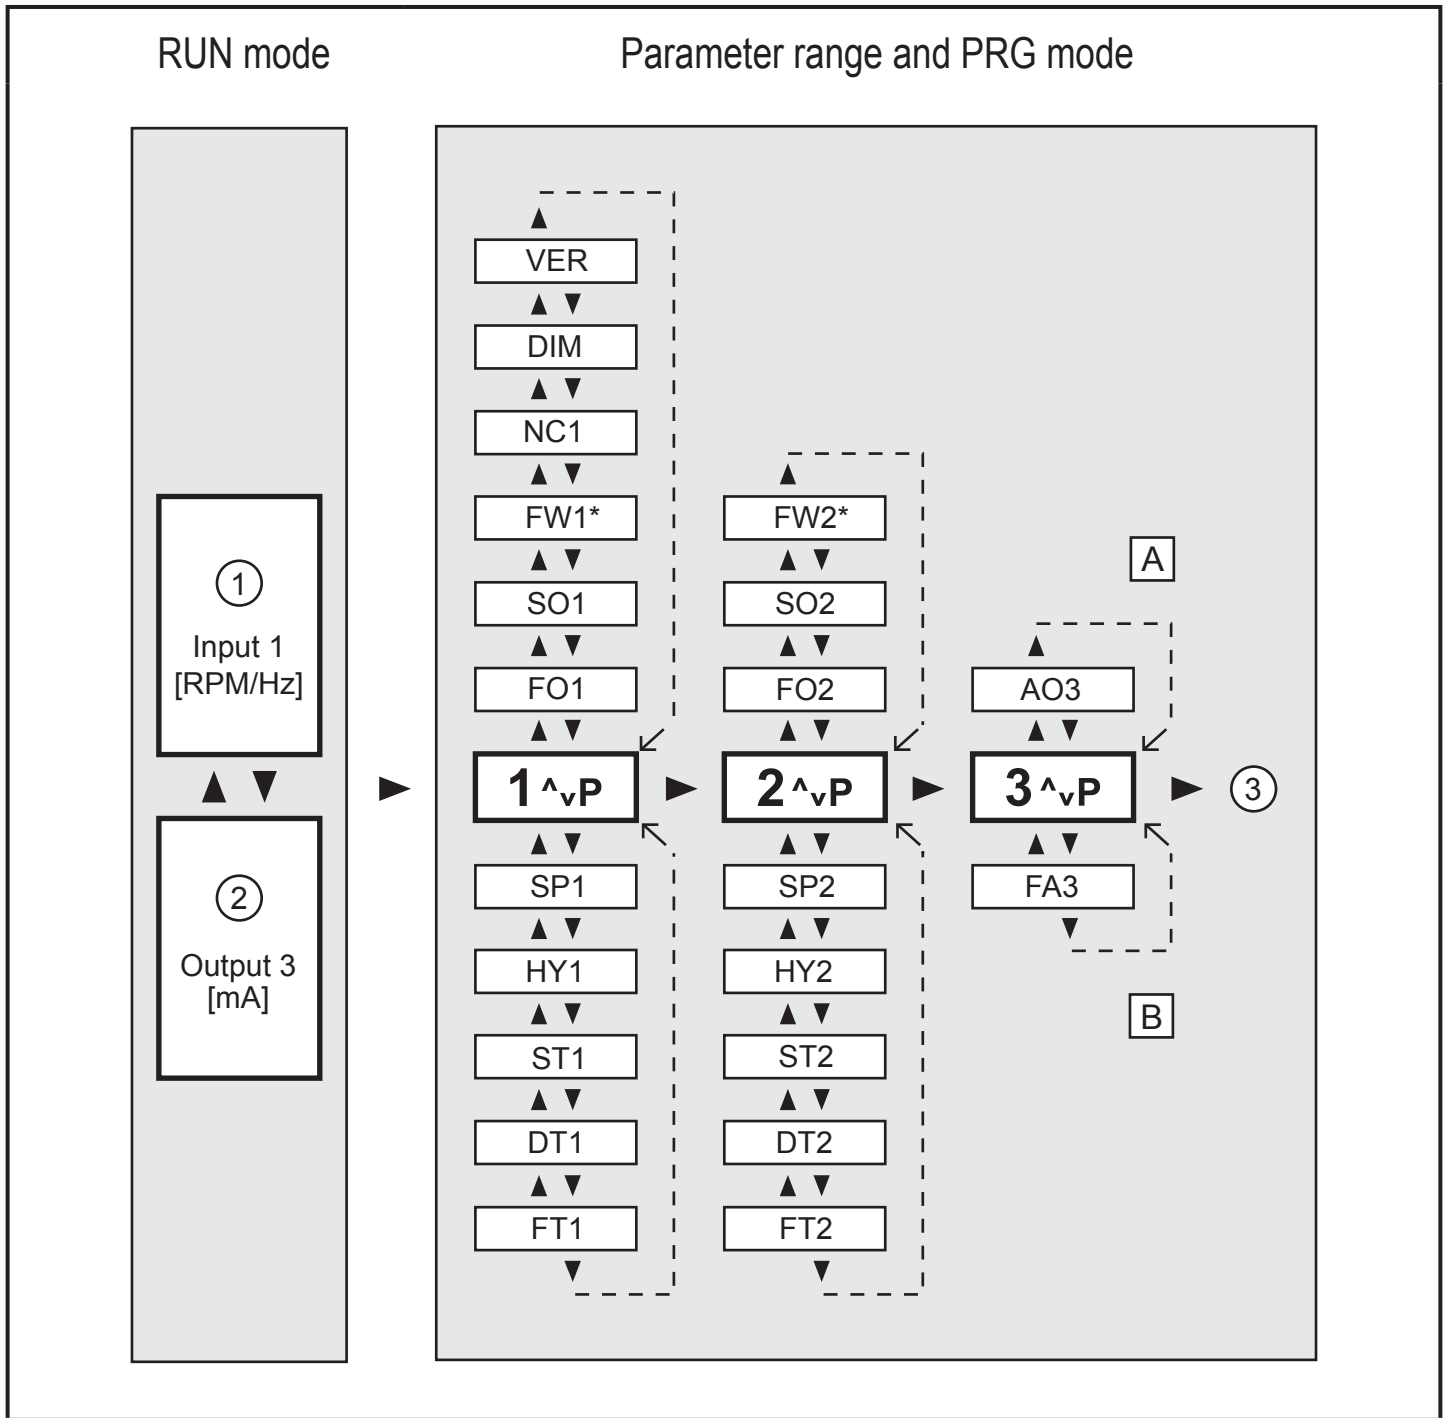 RUN mode
Parameter range and PRG mode
1
Input 1
[RPM/Hz]
2
Output 3
[mA]
VER
DIM
NC1
FW1*
SO1
FO1
1^vP
SP1
HY1
ST1
DT1
FT1
FW2*
SO2
FO2
2^vP
SP2
HY2
ST2
DT2
FT2
A
AO3
3^vP
FA3
B
3